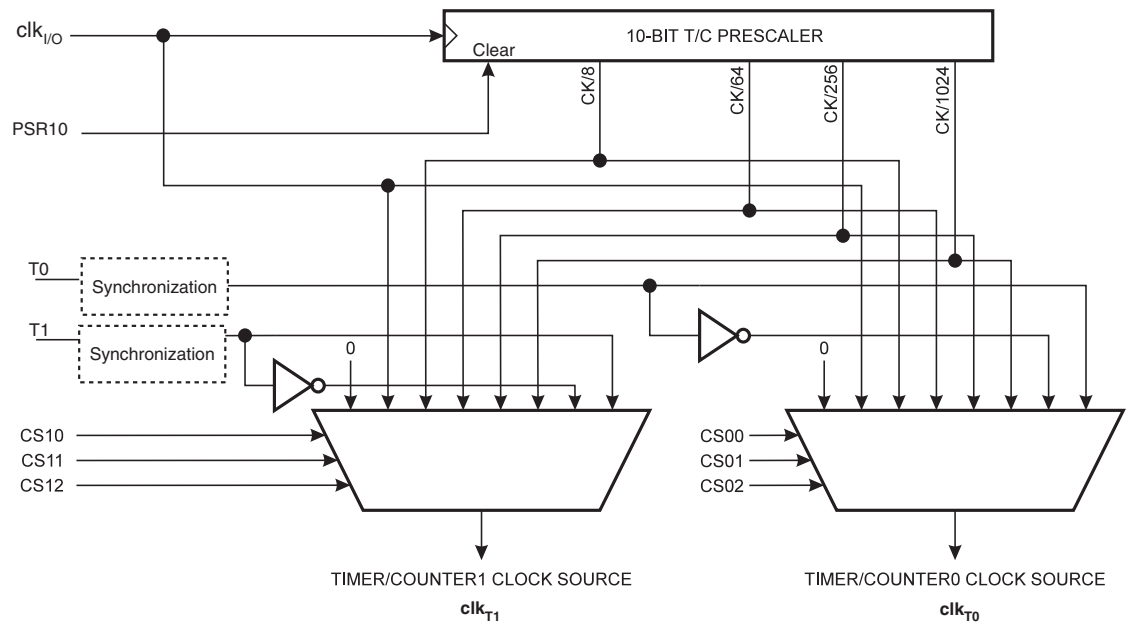 clkI/O
10-BIT T/C PRESCALER
Clear
CK/8
CK/64
CK/256
CK/1024
PSR10
T0
Synchronization
T1
Synchronization
0
0
CS10
CS11
CS12
CS00
CS01
CS02
TIMER/COUNTER1 CLOCK SOURCE
clkT1
TIMER/COUNTER0 CLOCK SOURCE
clkT0